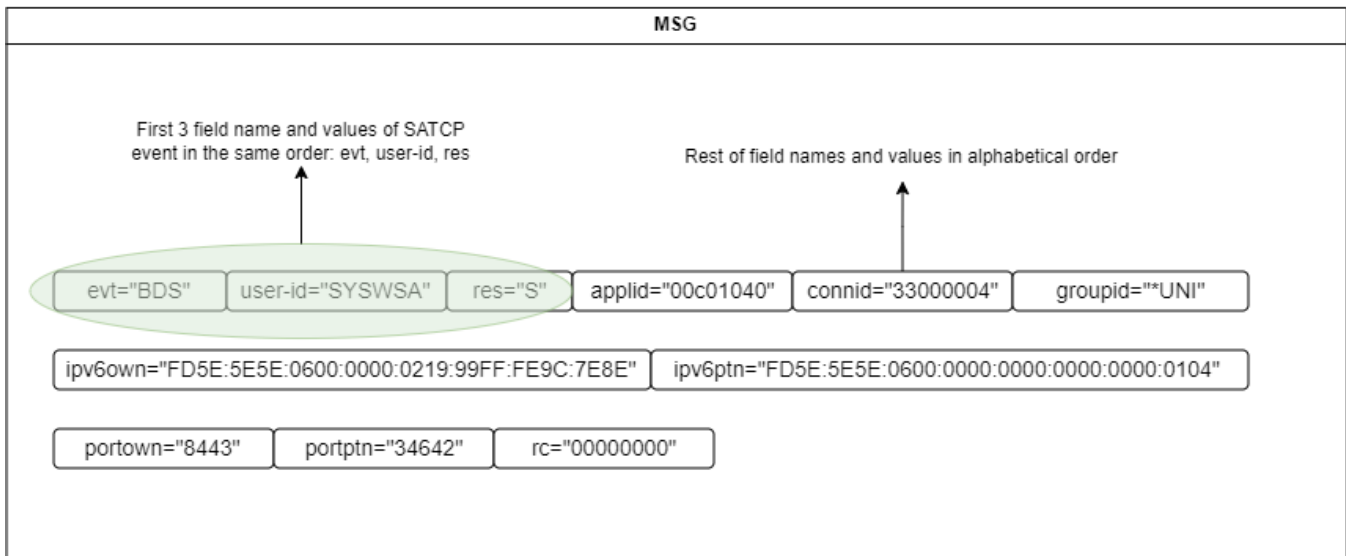 MSG
First 3 field name and values of SATCP
event in the same order: evt, user-id, res
Rest of field names and values in alphabetical order
evt="BDS" user-id="SYSWSA" res="S" applid="00c01040" connid="33000004" groupid="*UNI"
ipv6own="FD5E:5E5E:0600:0000:0219:99FF:FE9C:7E8E" ipv6ptn="FD5E:5E5E:0600:0000:0000:0000:0000:0104"
portown="8443" portptn="34642" rc="00000000"